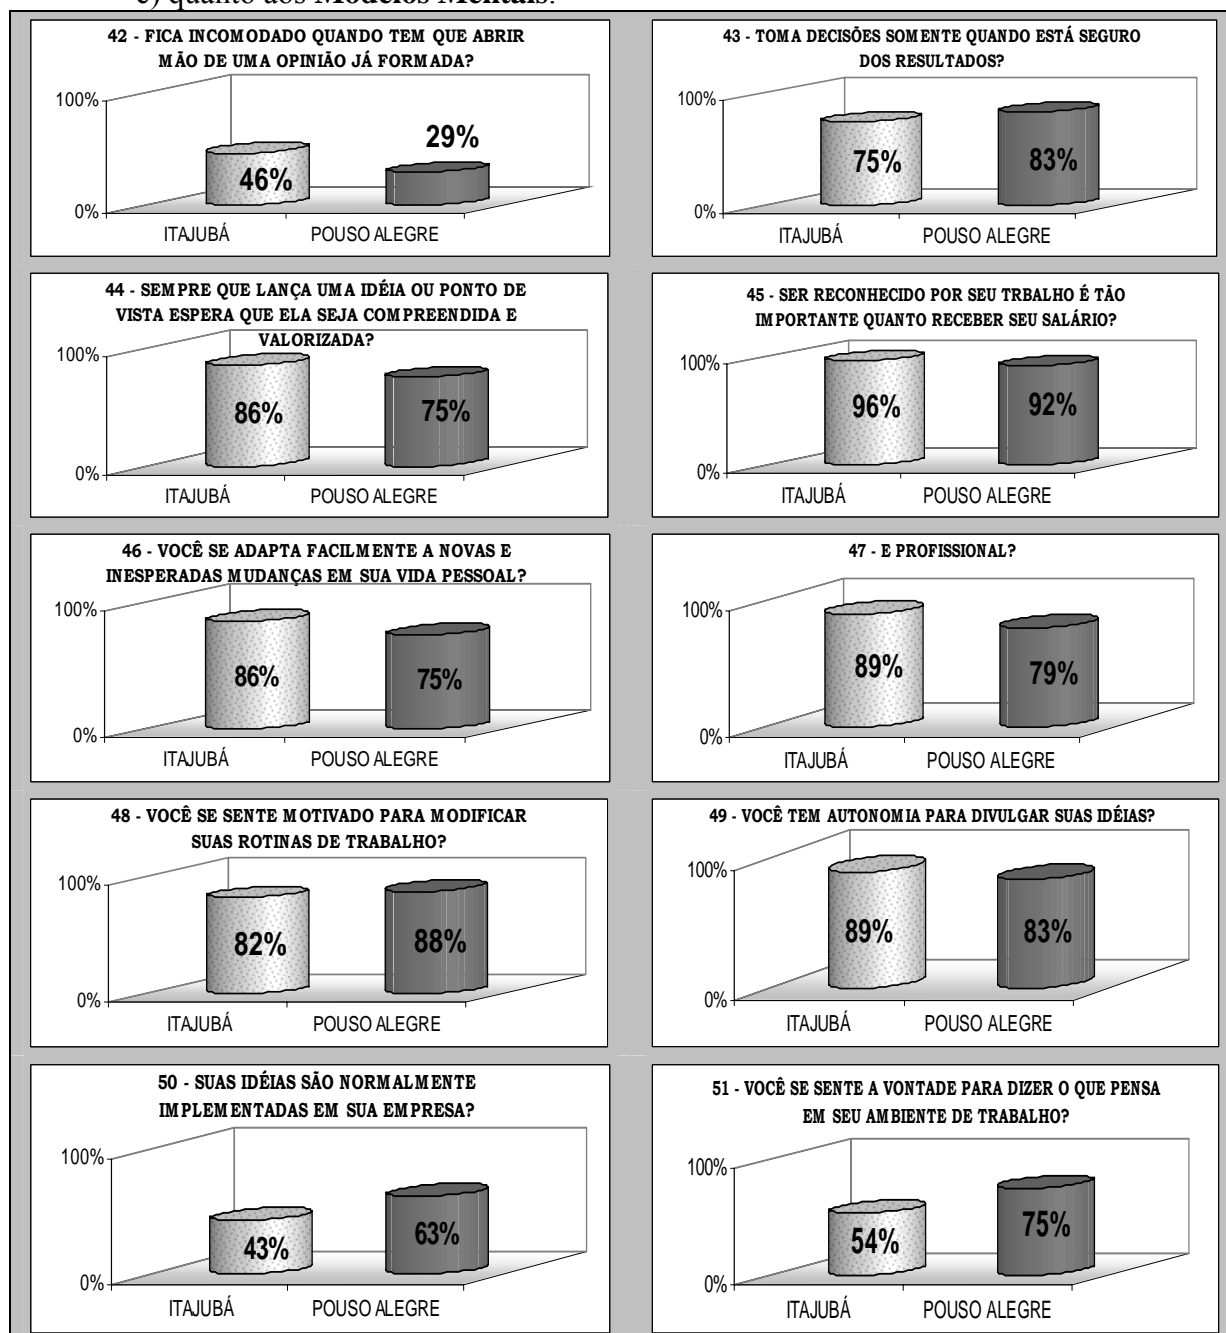 c) quanto aos Modelos Mentais:
42 - FICA INCOMODADO QUANDO TEM QUE ABRIR
MÃO DE UMA OPINIÃO JÁ FORMADA?
100%
29%
46%
0%
ITAJUBÁ POUSO ALEGRE
43 - TOMA DECISÕES SOMENTE QUANDO ESTÁ SEGURO
DOS RESULTADOS?
100%
75% 83%
0%
ITAJUBÁ POUSO ALEGRE
44 - SEMPRE QUE LANÇA UMA IDÉIA OU PONTO DE
VISTA ESPERA QUE ELA SEJA COMPREENDIDA E
VALORIZADA?
100%
86% 75%
0%
ITAJUBÁ POUSO ALEGRE
45 - SER RECONHECIDO POR SEU TRBALHO É TÃO
IMPORTANTE QUANTO RECEBER SEU SALÁRIO?
100%
96% 92%
0%
ITAJUBÁ POUSO ALEGRE
46 - VOCÊ SE ADAPTA FACILMENTE A NOVAS E
INESPERADAS MUDANÇAS EM SUA VIDA PESSOAL?
100%
86% 75%
0%
ITAJUBÁ POUSO ALEGRE
47 - E PROFISSIONAL?
100%
89% 79%
0%
ITAJUBÁ POUSO ALEGRE
48 - VOCÊ SE SENTE MOTIVADO PARA MODIFICAR
SUAS ROTINAS DE TRABALHO?
100%
82% 88%
0%
ITAJUBÁ POUSO ALEGRE
49 - VOCÊ TEM AUTONOMIA PARA DIVULGAR SUAS IDÉIAS?
100%
89% 83%
0%
ITAJUBÁ POUSO ALEGRE
50 - SUAS IDÉIAS SÃO NORMALMENTE
IMPLEMENTADAS EM SUA EMPRESA?
100%
43% 63%
0%
ITAJUBÁ POUSO ALEGRE
51 - VOCÊ SE SENTE A VONTADE PARA DIZER O QUE PENSA
EM SEU AMBIENTE DE TRABALHO?
100%
54% 75%
0%
ITAJUBÁ POUSO ALEGRE